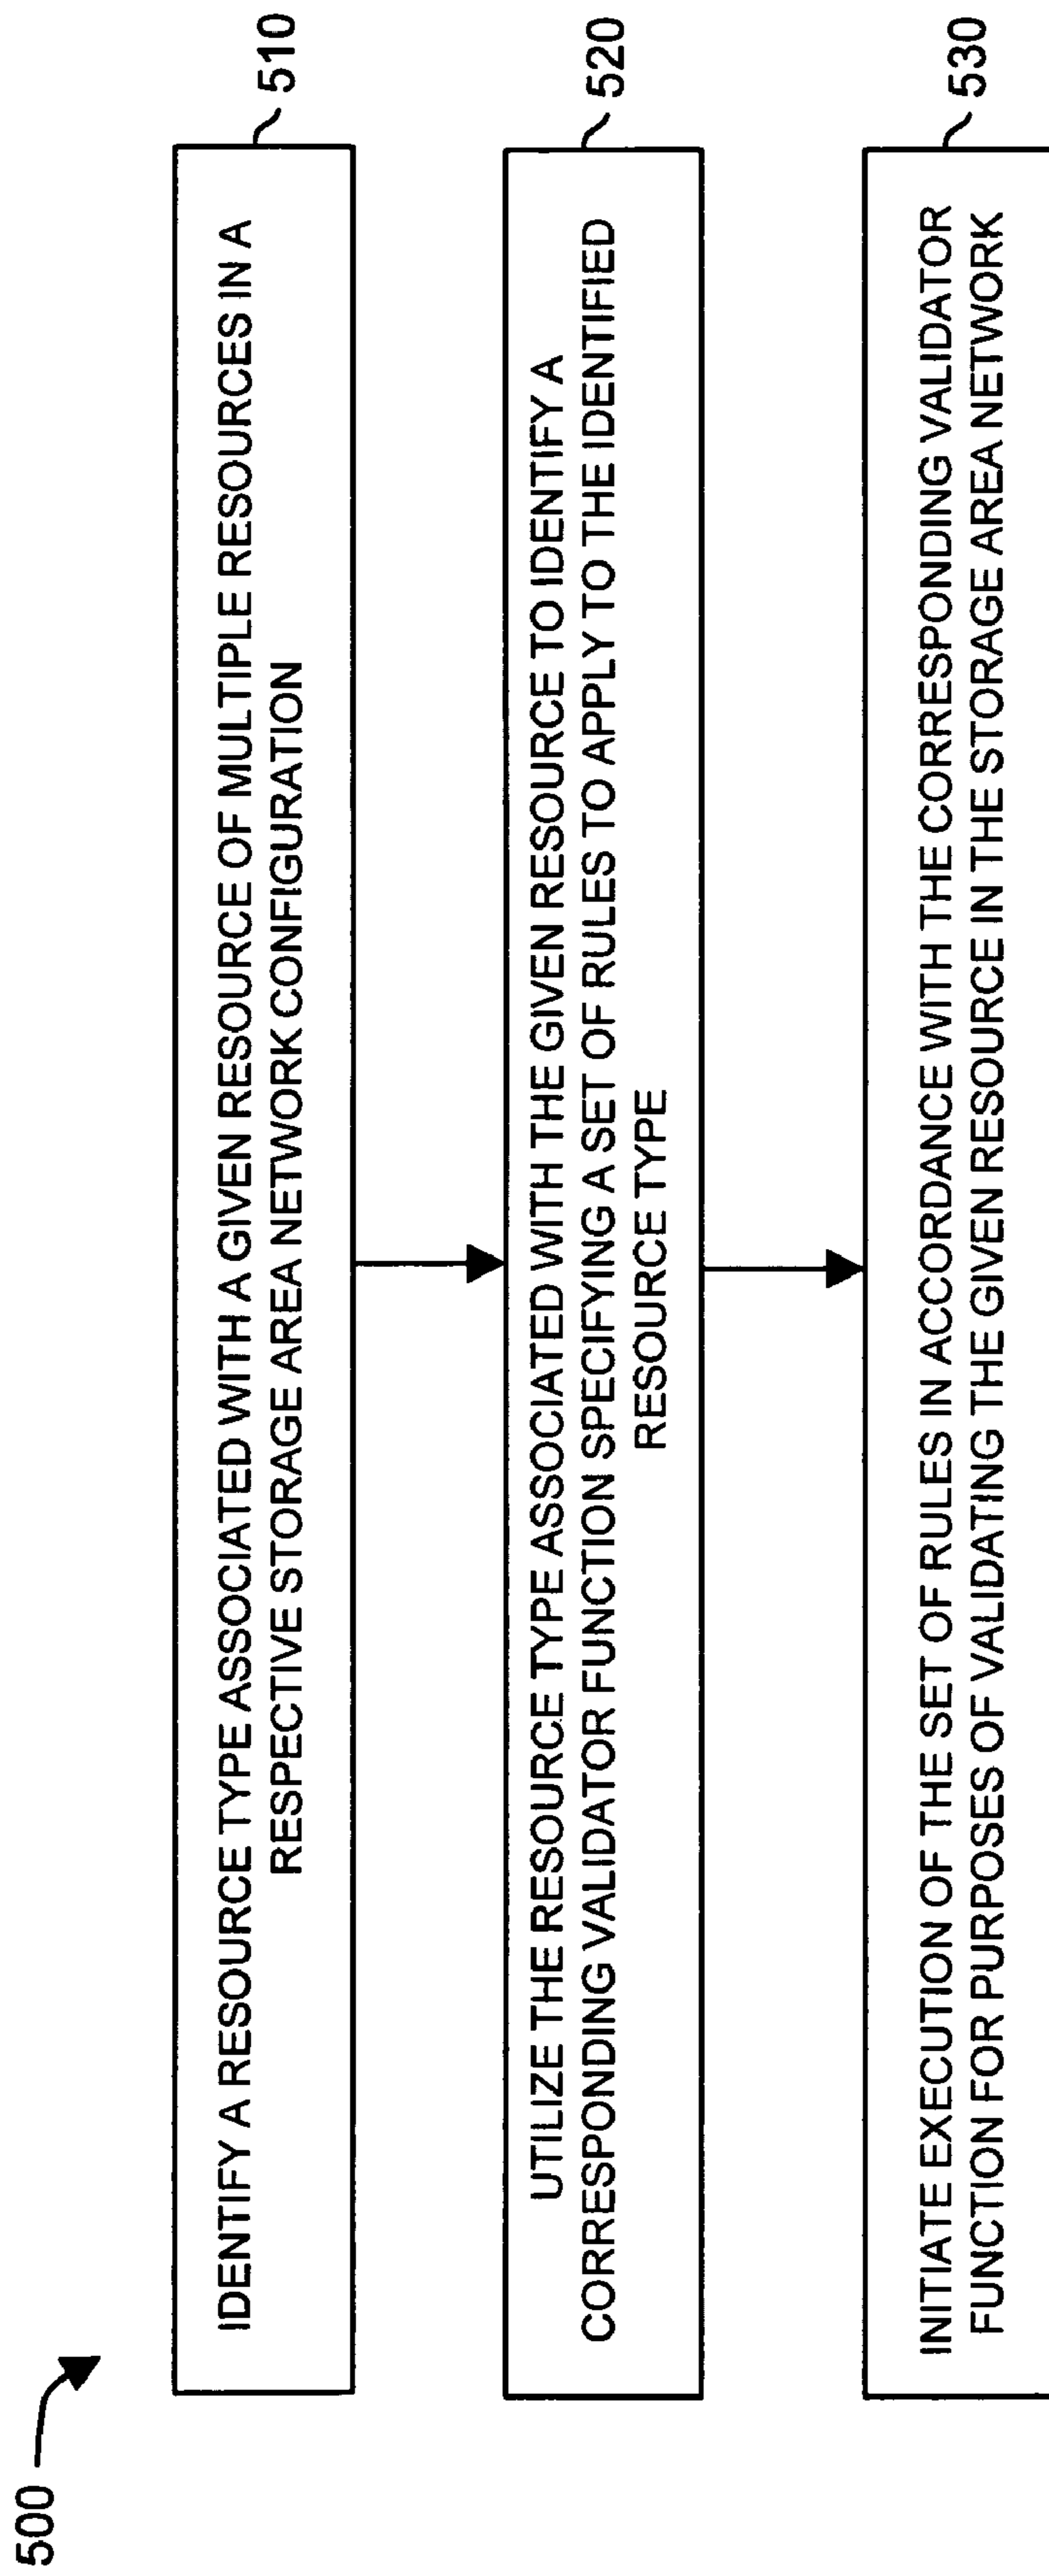 500
IDENTIFY A RESOURCE TYPE ASSOCIATED WITH A GIVEN RESOURCE OF MULTIPLE RESOURCES IN A
RESPECTIVE STORAGE AREA NETWORK CONFIGURATION
510
UTILIZE THE RESOURCE TYPE ASSOCIATED WITH THE GIVEN RESOURCE TO IDENTIFY A
CORRESPONDING VALIDATOR FUNCTION SPECIFYING A SET OF RULES TO APPLY TO THE IDENTIFIED
RESOURCE TYPE
520
INITIATE EXECUTION OF THE SET OF RULES IN ACCORDANCE WITH THE CORRESPONDING VALIDATOR
FUNCTION FOR PURPOSES OF VALIDATING THE GIVEN RESOURCE IN THE STORAGE AREA NETWORK
530